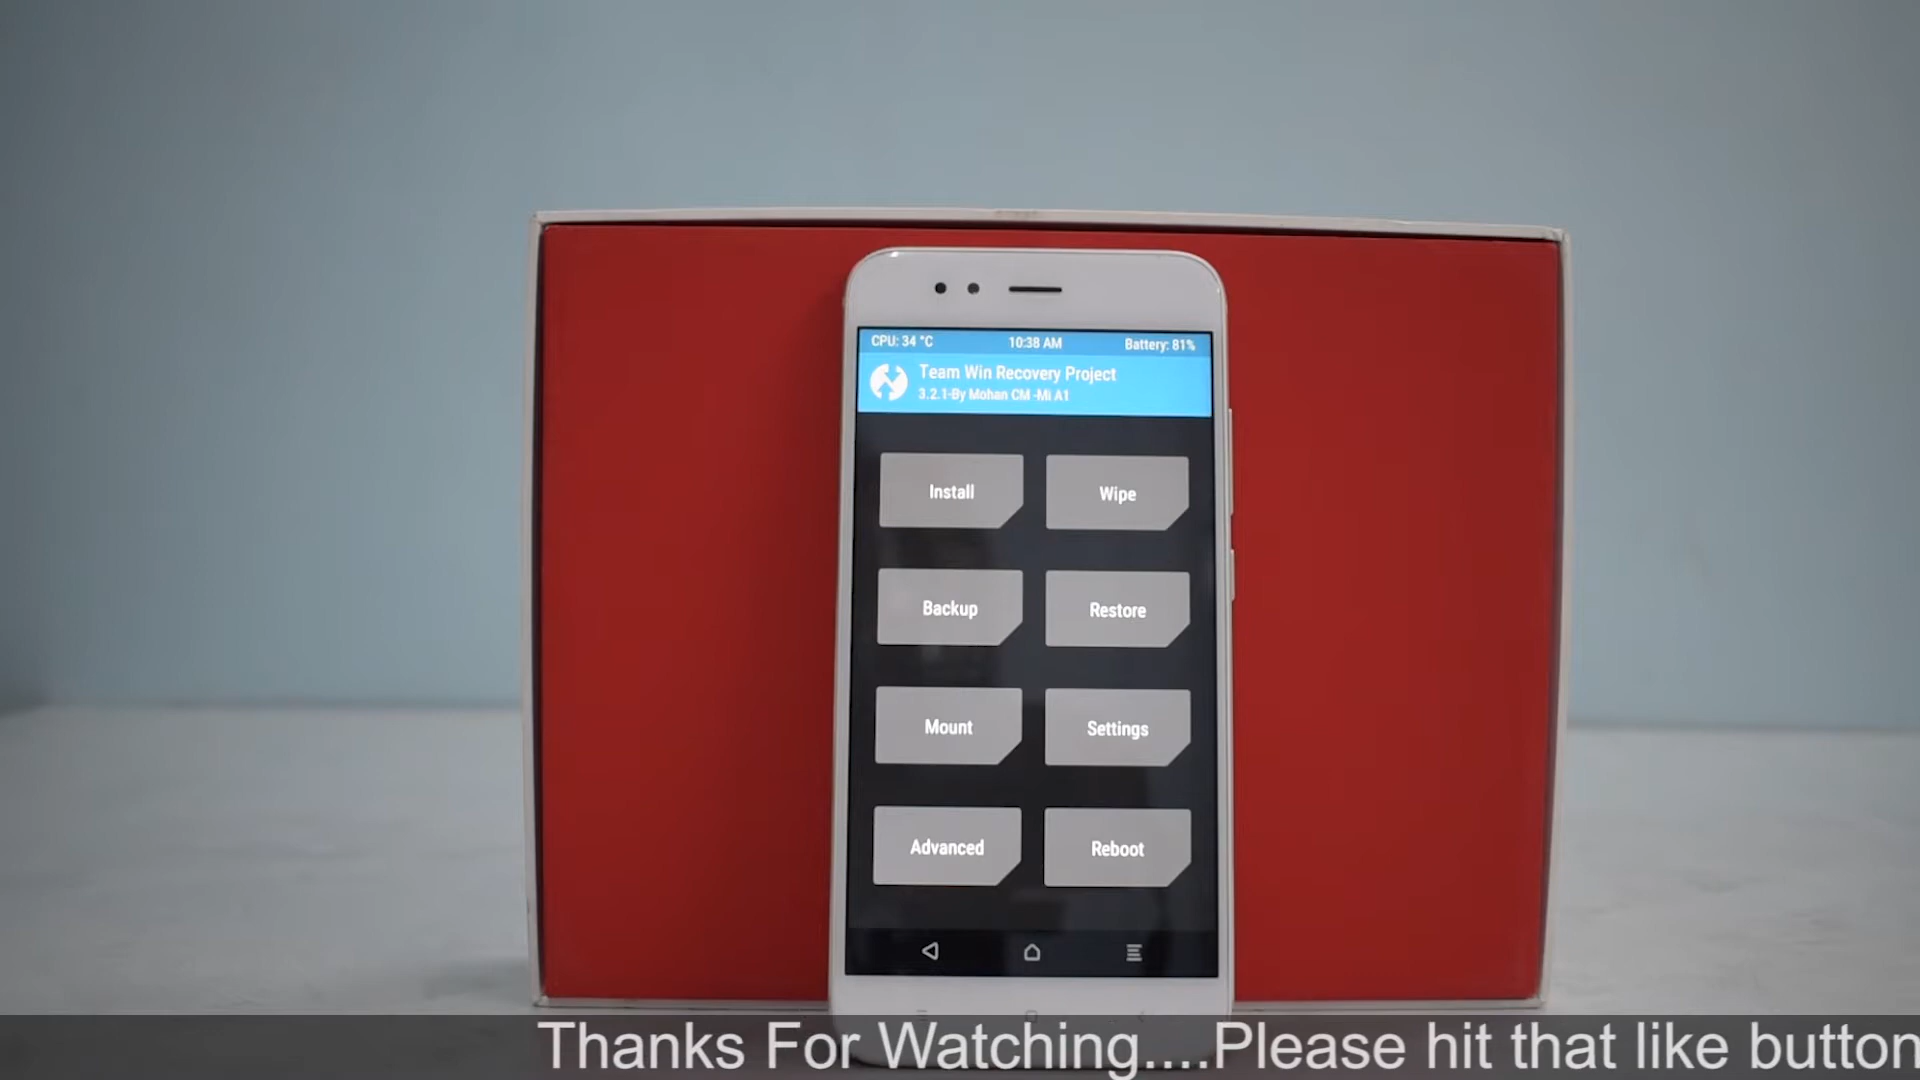 CPU: 34 °C 10:38 AM Battery: 81%
Team Win Recovery Project
3.2.1-By Mohan CM -Mi A1
Install Wipe
Backup Restore
Mount Settings
Advanced Reboot
Thanks For Watching....Please hit that like button